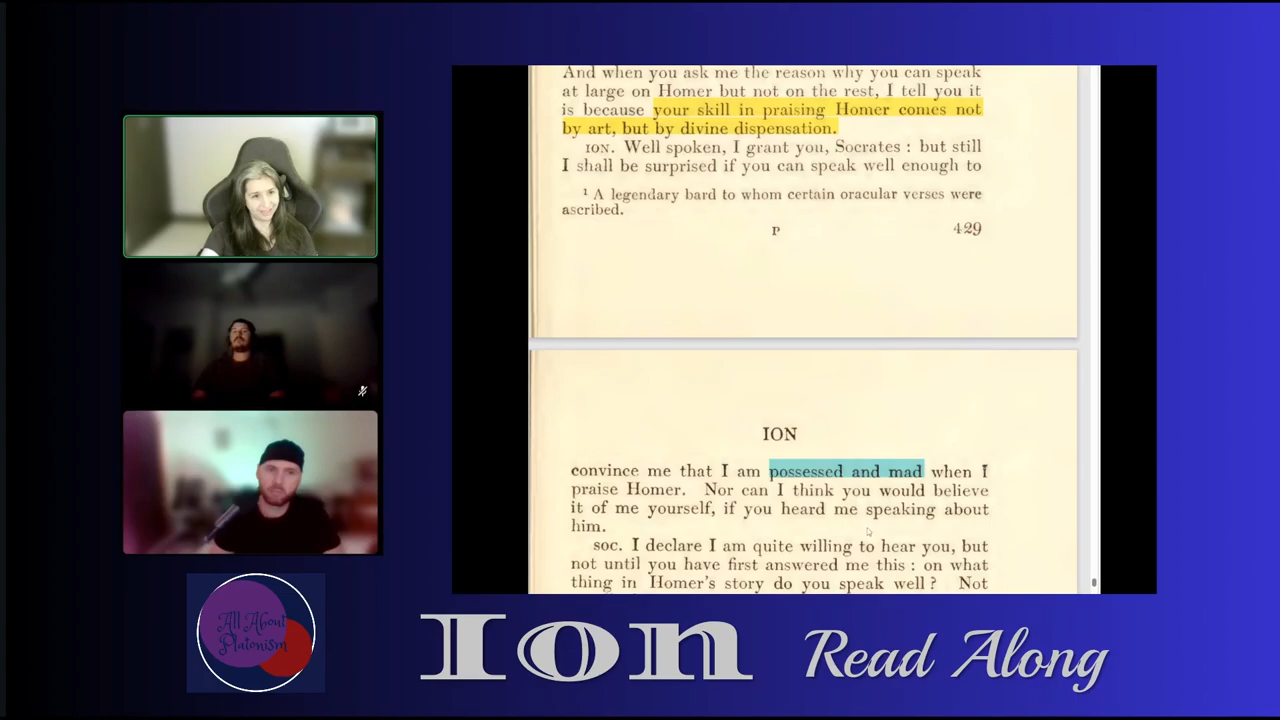 And when you ask me the reason why you can speak
at large on Homer but not on the rest, I tell you it
is because your skill in praising Homer comes not
by art, but by divine dispensation.
ION. Well spoken, I grant you, Socrates : but still
I shall be surprised if you can speak well enough to
¹ A legendary bard to whom certain oracular verses were
ascribed.
P 429
ION
convince me that I am possessed and mad when I
praise Homer. Nor can I think you would believe
it of me yourself, if you heard me speaking about
him.
SOC. I declare I am quite willing to hear you, but
not until you have first answered me this : on what
thing in Homer's story do you speak well ? Not
All About
Platonism
Ion Read Along